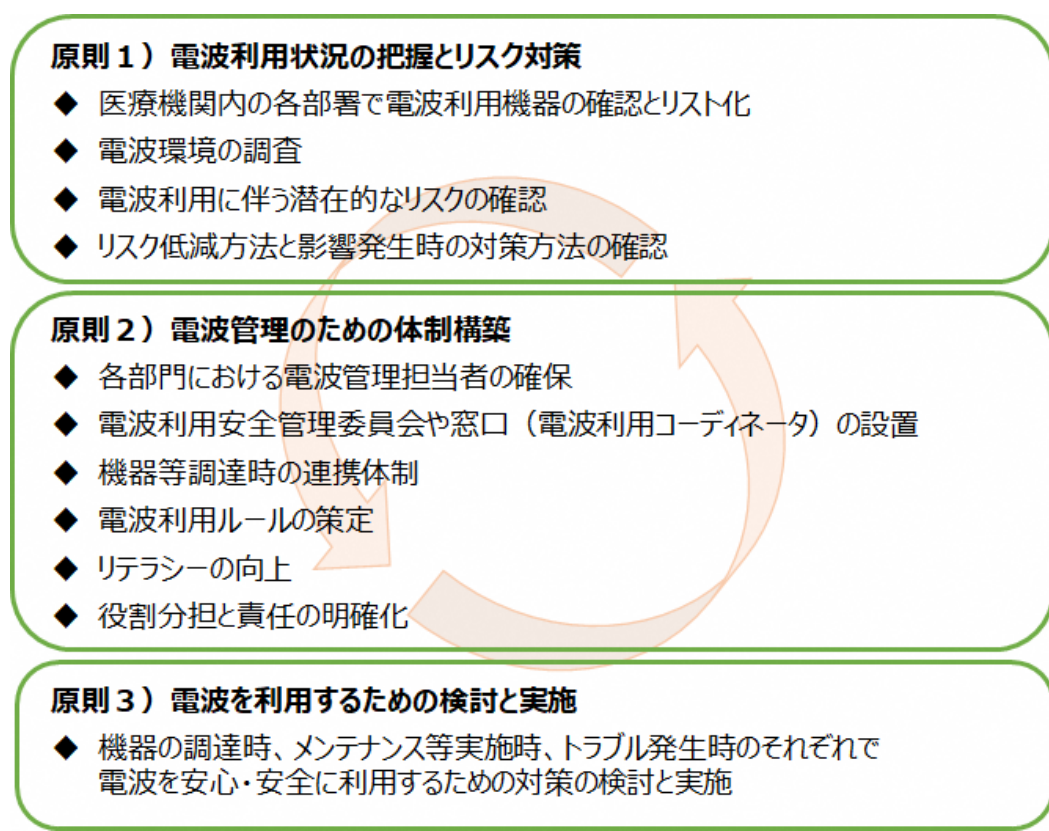 原則１）電波利用状況の把握とリスク対策
◆ 医療機関内の各部署で電波利用機器の確認とリスト化
◆ 電波環境の調査
◆ 電波利用に伴う潜在的なリスクの確認
◆ リスク低減方法と影響発生時の対策方法の確認
原則２）電波管理のための体制構築
◆ 各部門における電波管理担当者の確保
◆ 電波利用安全管理委員会や窓口（電波利用コーディネータ）の設置
◆ 機器等調達時の連携体制
◆ 電波利用ルールの策定
◆ リテラシーの向上
◆ 役割分担と責任の明確化
原則３）電波を利用するための検討と実施
◆ 機器の調達時、メンテナンス等実施時、トラブル発生時のそれぞれで
電波を安心・安全に利用するための対策の検討と実施